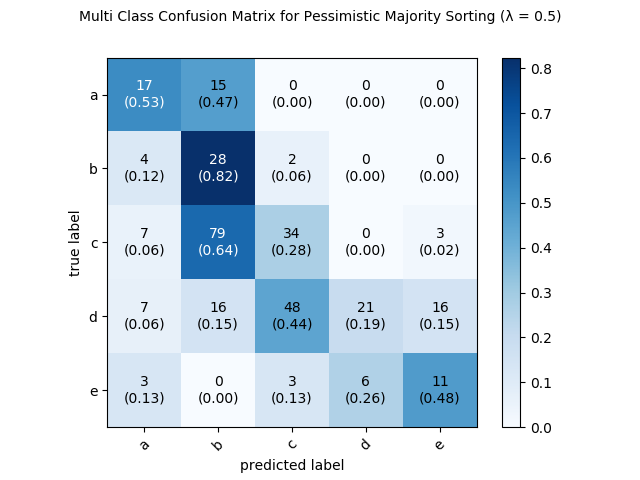 Multi Class Confusion Matrix for Pessimistic Majority Sorting (λ = 0.5)
a 17 15 0 0 0
(0.53) (0.47) (0.00) (0.00) (0.00)
b 4 28 2 0 0
(0.12) (0.82) (0.06) (0.00) (0.00)
c 7 79 34 0 3
(0.06) (0.64) (0.28) (0.00) (0.02)
d 7 16 48 21 16
(0.06) (0.15) (0.44) (0.19) (0.15)
e 3 0 3 6 11
(0.13) (0.00) (0.13) (0.26) (0.48)
true label
a b c d e
predicted label
0.8
0.7
0.6
0.5
0.4
0.3
0.2
0.1
0.0